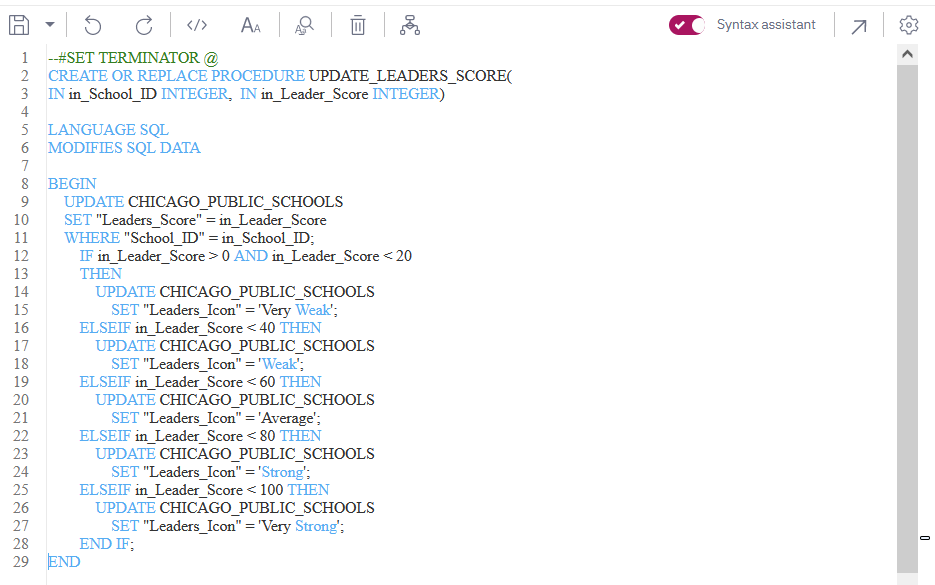 </>
AA
A
Syntax assistant
1 --#SET TERMINATOR @
2 CREATE OR REPLACE PROCEDURE UPDATE_LEADERS_SCORE(
3 IN in_School_ID INTEGER,  IN in_Leader_Score INTEGER)
4
5 LANGUAGE SQL
6 MODIFIES SQL DATA
7
8 BEGIN
9     UPDATE CHICAGO_PUBLIC_SCHOOLS
10     SET "Leaders_Score" = in_Leader_Score
11     WHERE "School_ID" = in_School_ID;
12         IF in_Leader_Score > 0 AND in_Leader_Score < 20
13         THEN
14             UPDATE CHICAGO_PUBLIC_SCHOOLS
15                 SET "Leaders_Icon" = 'Very Weak';
16         ELSEIF in_Leader_Score < 40 THEN
17             UPDATE CHICAGO_PUBLIC_SCHOOLS
18                 SET "Leaders_Icon" = 'Weak';
19         ELSEIF in_Leader_Score < 60 THEN
20             UPDATE CHICAGO_PUBLIC_SCHOOLS
21                 SET "Leaders_Icon" = 'Average';
22         ELSEIF in_Leader_Score < 80 THEN
23             UPDATE CHICAGO_PUBLIC_SCHOOLS
24                 SET "Leaders_Icon" = 'Strong';
25         ELSEIF in_Leader_Score < 100 THEN
26             UPDATE CHICAGO_PUBLIC_SCHOOLS
27                 SET "Leaders_Icon" = 'Very Strong';
28         END IF;
29 END